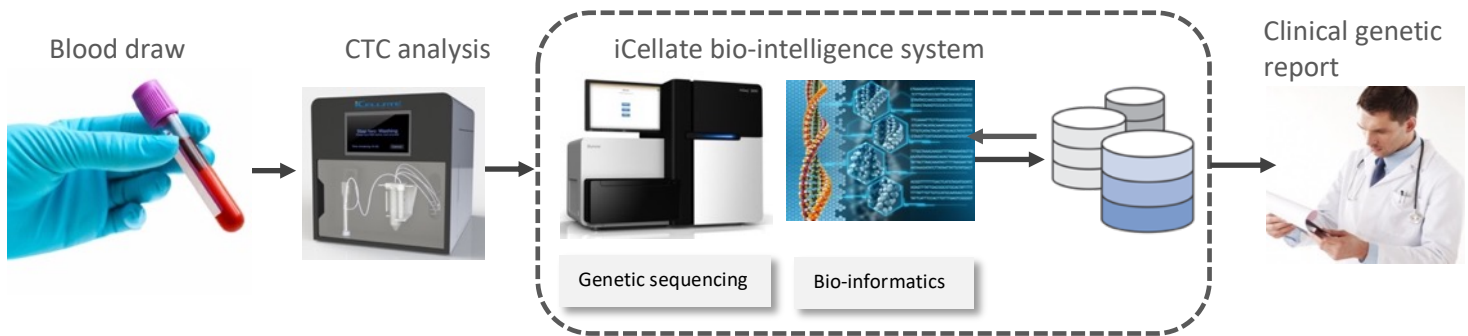 Blood draw
CTC analysis
iCellate bio-intelligence system
Clinical genetic
report
Genetic sequencing
Bio-informatics